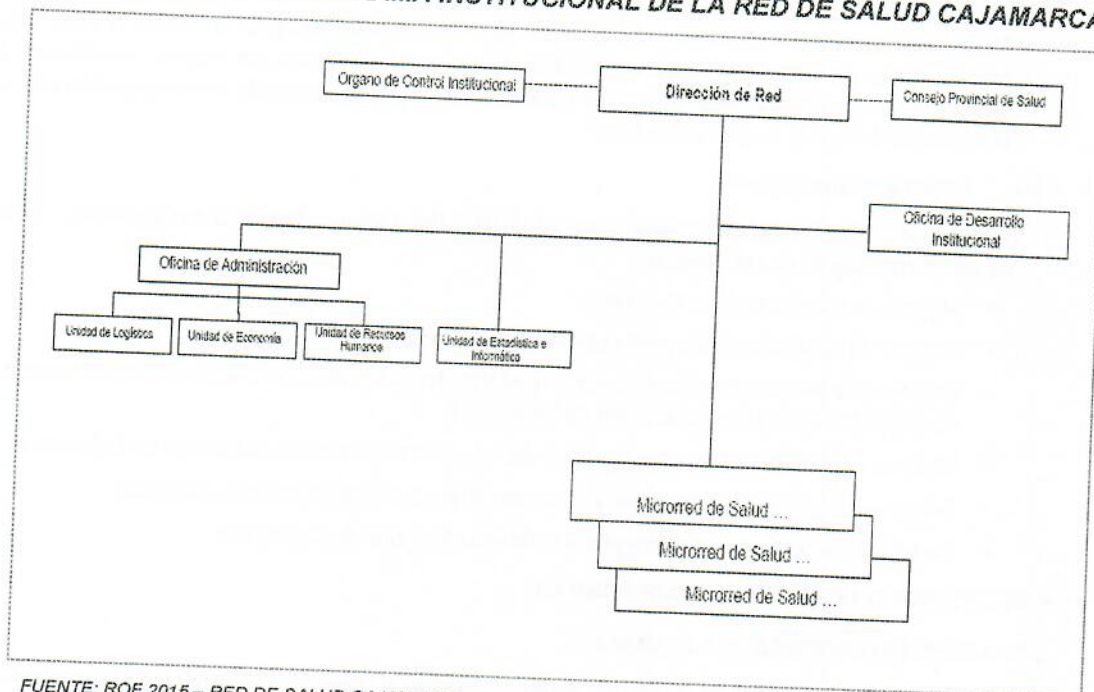 INSTITUCIONAL DE LA RED DE SALUD CAJAMARCA
Organo de Control Institucional
Dirección de Red
Consejo Provincial de Salud
Oficina de Desarrollo
Institucional
Oficina de Administración
Unidad de Logística
Unidad de Economía
Unidad de Recursos
Humanos
Unidad de Estadística e
Informática
Microrred de Salud ...
Microrred de Salud ...
Microrred de Salud ...
FUENTE: ROF 2015 – RED DE SALUD